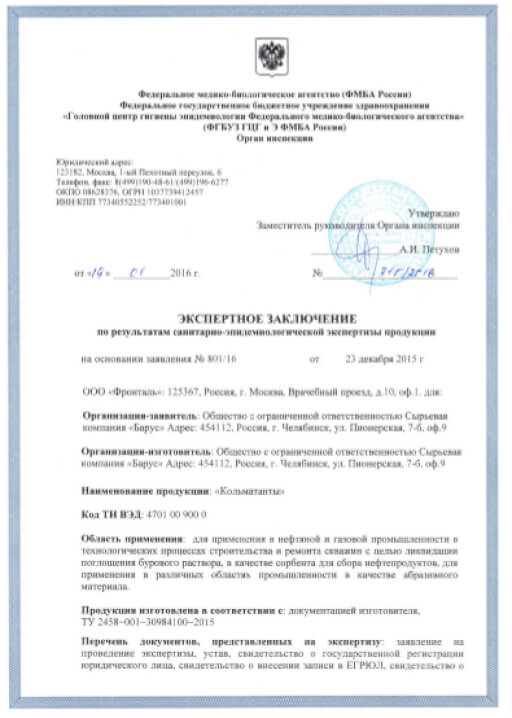 Федеральное медико-биологическое агентство (ФМБА России)
Федеральное государственное бюджетное учреждение здравоохранения
«Головной центр гигиены эпидемиологии Федерального медико-биологического агентства»
(ФГБУЗ ГЦГ и Э ФМБА России)
Орган инспекции
Юридический адрес:
123182, Москва, 1-ый Пехотный переулок, 6
Телефон, факс: 8(499)190-48-61/(499)196-6277
ОКПО 08628376, ОГРН 1037739412457
ИНН/КПП 77340552252/773401001
Утверждаю
Заместитель руководителя Органа инспекции
А.И. Петухов
от «14» 01 2016 г. №
ЭКСПЕРТНОЕ ЗАКЛЮЧЕНИЕ
по результатам санитарно-эпидемиологической экспертизы продукции
на основании заявления № 801/16 от 23 декабря 2015 г
ООО «Фронталь»: 125367, Россия, г. Москва, Врачебный проезд, д.10, оф.1. для:
Организация-заявитель: Общество с ограниченной ответственностью Сырьевая
компания «Барус» Адрес: 454112, Россия, г. Челябинск, ул. Пионерская, 7-б, оф.9
Организация-изготовитель: Общество с ограниченной ответственностью Сырьевая
компания «Барус» Адрес: 454112, Россия, г. Челябинск, ул. Пионерская, 7-б, оф.9
Наименование продукции: «Кольматанты»
Код ТН ВЭД: 4701 00 900 0
Область применения: для применения в нефтяной и газовой промышленности в
технологических процессах строительства и ремонта скважин с целью ликвидации
поглощения бурового раствора, в качестве сорбента для сбора нефтепродуктов, для
применения в различных областях промышленности в качестве абразивного
материала.
Продукция изготовлена в соответствии с: документацией изготовителя,
ТУ 2458-001-30984100-2015
Перечень документов, представленных на экспертизу: заявление на
проведение экспертизы, устав, свидетельство о государственной регистрации
юридического лица, свидетельство о внесении записи в ЕГРЮЛ, свидетельство о